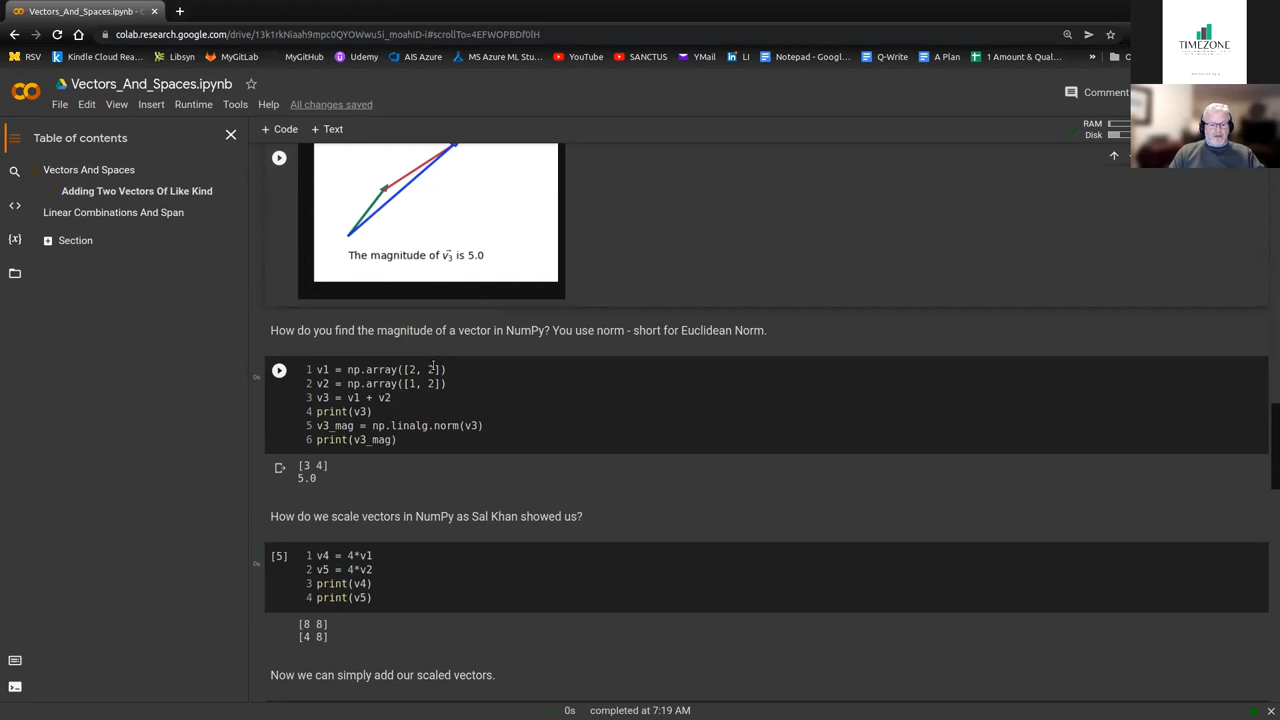 Vectors_And_Spaces.ipynb
colab.research.google.com/drive/13k1rkNiaah9mpc0QYOWwu5i_moahID-i#scrollTo=4EFWOPBDf0lH
RSV
Kindle Cloud Rea...
Libsyn
MyGitLab
MyGitHub
Udemy
AIS Azure
MS Azure ML Stu...
YouTube
SANCTUS
YMail
LI
Notepad - Googl...
Q-Write
A Plan
1 Amount & Qual...
»
TIMEZONE
Vectors_And_Spaces.ipynb
File Edit View Insert Runtime Tools Help All changes saved
Comment
RAM
Disk
Table of contents
+ Code + Text
Vectors And Spaces
Adding Two Vectors Of Like Kind
Linear Combinations And Span
Section
The magnitude of v⃗3 is 5.0
How do you find the magnitude of a vector in NumPy? You use norm - short for Euclidean Norm.
0s
1 v1 = np.array([2, 2])
2 v2 = np.array([1, 2])
3 v3 = v1 + v2
4 print(v3)
5 v3_mag = np.linalg.norm(v3)
6 print(v3_mag)
[3 4]
5.0
How do we scale vectors in NumPy as Sal Khan showed us?
[5]
0s
1 v4 = 4*v1
2 v5 = 4*v2
3 print(v4)
4 print(v5)
[8 8]
[4 8]
Now we can simply add our scaled vectors.
0s completed at 7:19 AM